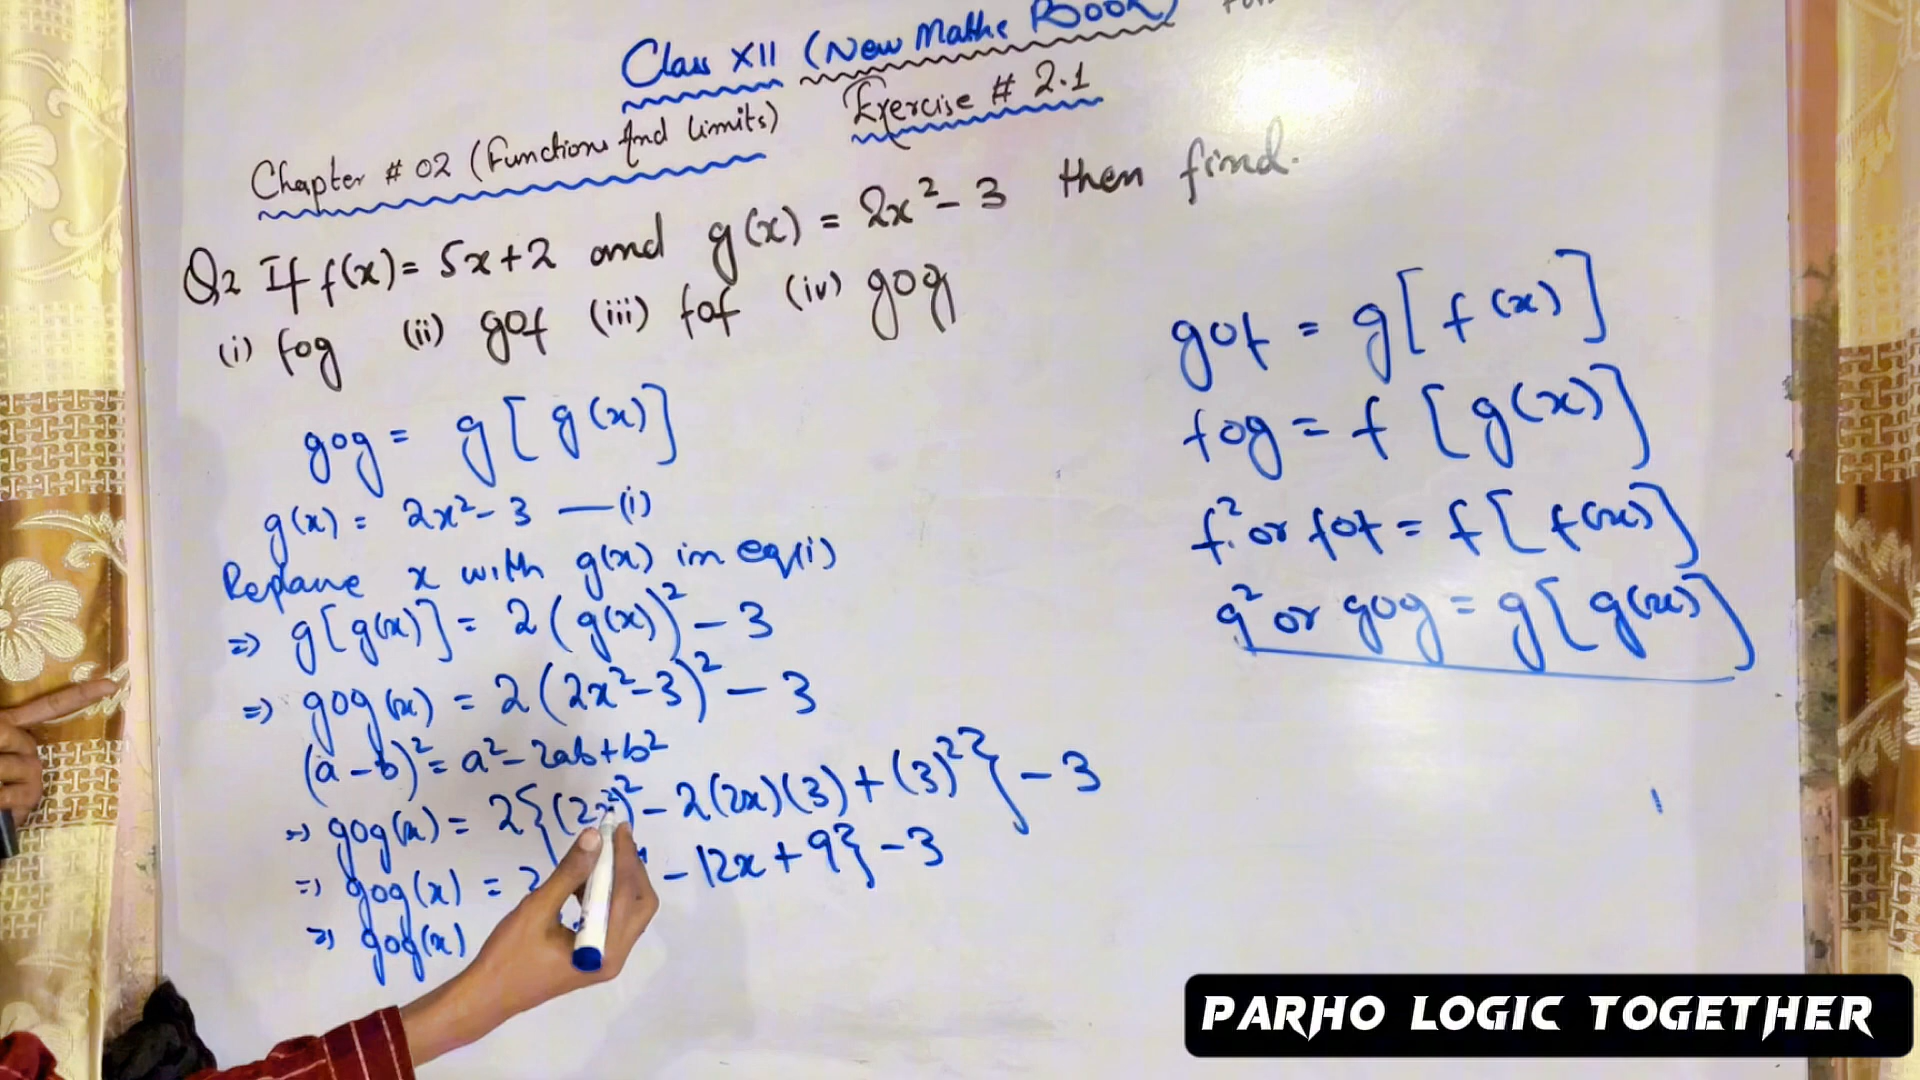 Class XII (New Maths Book)
Chapter # 02 (Functions And Limits) Exercise # 2.1
Q2 If f(x) = 5x+2 and g(x) = 2x²-3 then find.
(i) fog (ii) gof (iii) fof (iv) gog
gog = g[g(x)]
g(x) = 2x²-3 —(i)
Replace x with g(x) in eq(i)
=> g[g(x)] = 2(g(x))²-3
=> gog(x) = 2(2x²-3)²-3
(a-b)² = a²-2ab+b²
=> gog(x) = 2{(2x²)²-2(2x)(3)+(3)²}-3
=> gog(x) = 2 -12x+9}-3
=> gog(x)
gof = g[f(x)]
fog = f[g(x)]
f² or fof = f[f(x)]
g² or gog = g[g(x)]
PARHO LOGIC TOGETHER